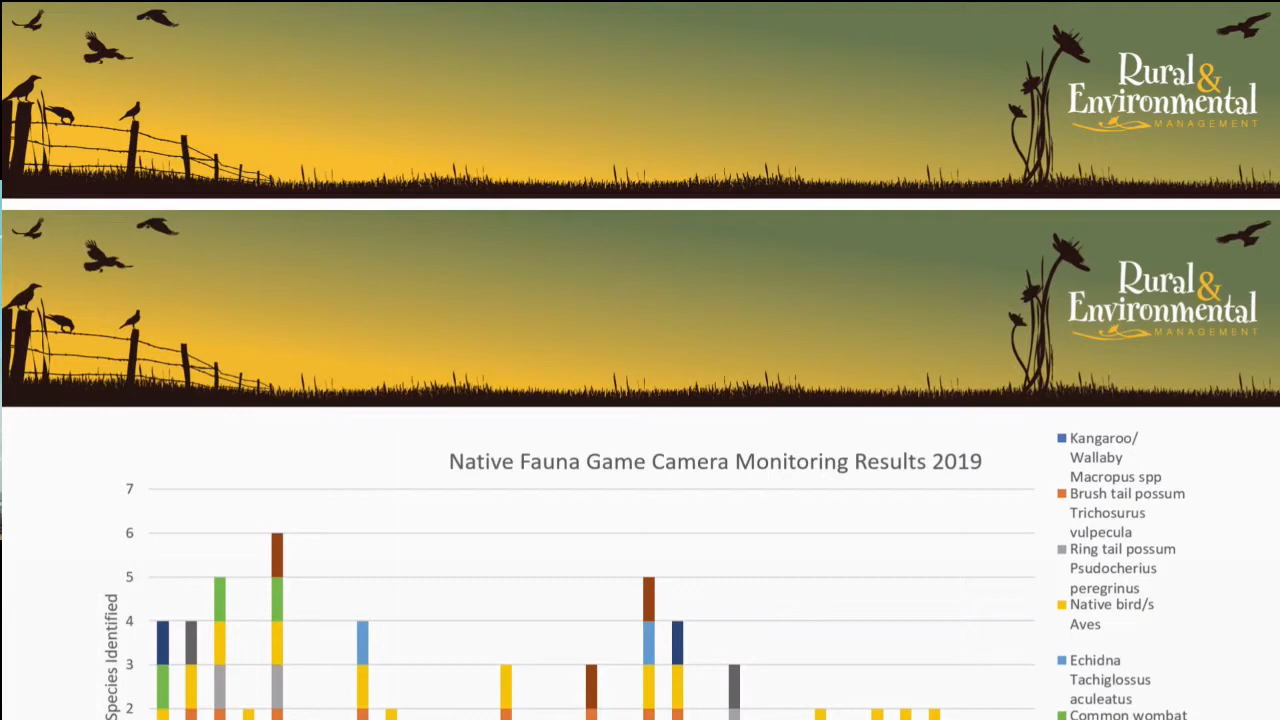 Rural &
Environmental
MANAGEMENT
Rural &
Environmental
MANAGEMENT
Native Fauna Game Camera Monitoring Results 2019
7
6
5
4
3
2
Species Identified
Kangaroo/
Wallaby
Macropus spp
Brush tail possum
Trichosurus
vulpecula
Ring tail possum
Psudocherius
peregrinus
Native bird/s
Aves
Echidna
Tachiglossus
aculeatus
Common wombat